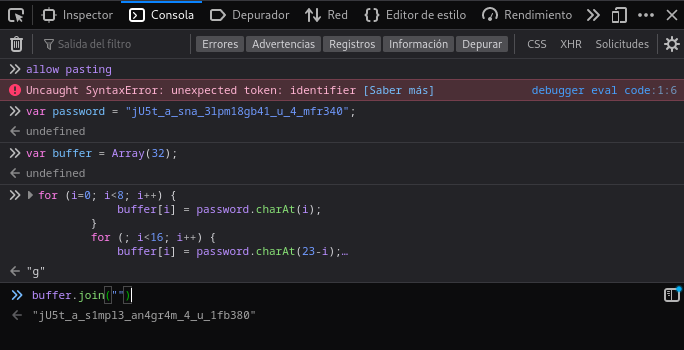 Inspector Consola Depurador Red Editor de estilo Rendimiento
Salida del filtro Errores Advertencias Registros Información Depurar CSS XHR Solicitudes
allow pasting
Uncaught SyntaxError: unexpected token: identifier [Saber más] debugger eval code:1:6
var password = "jU5t_a_sna_3lpm18gb41_u_4_mfr340";
undefined
var buffer = Array(32);
undefined
for (i=0; i<8; i++) {
buffer[i] = password.charAt(i);
}
for (; i<16; i++) {
buffer[i] = password.charAt(23-i);…
"g"
buffer.join("")
"jU5t_a_s1mpl3_an4gr4m_4_u_1fb380"